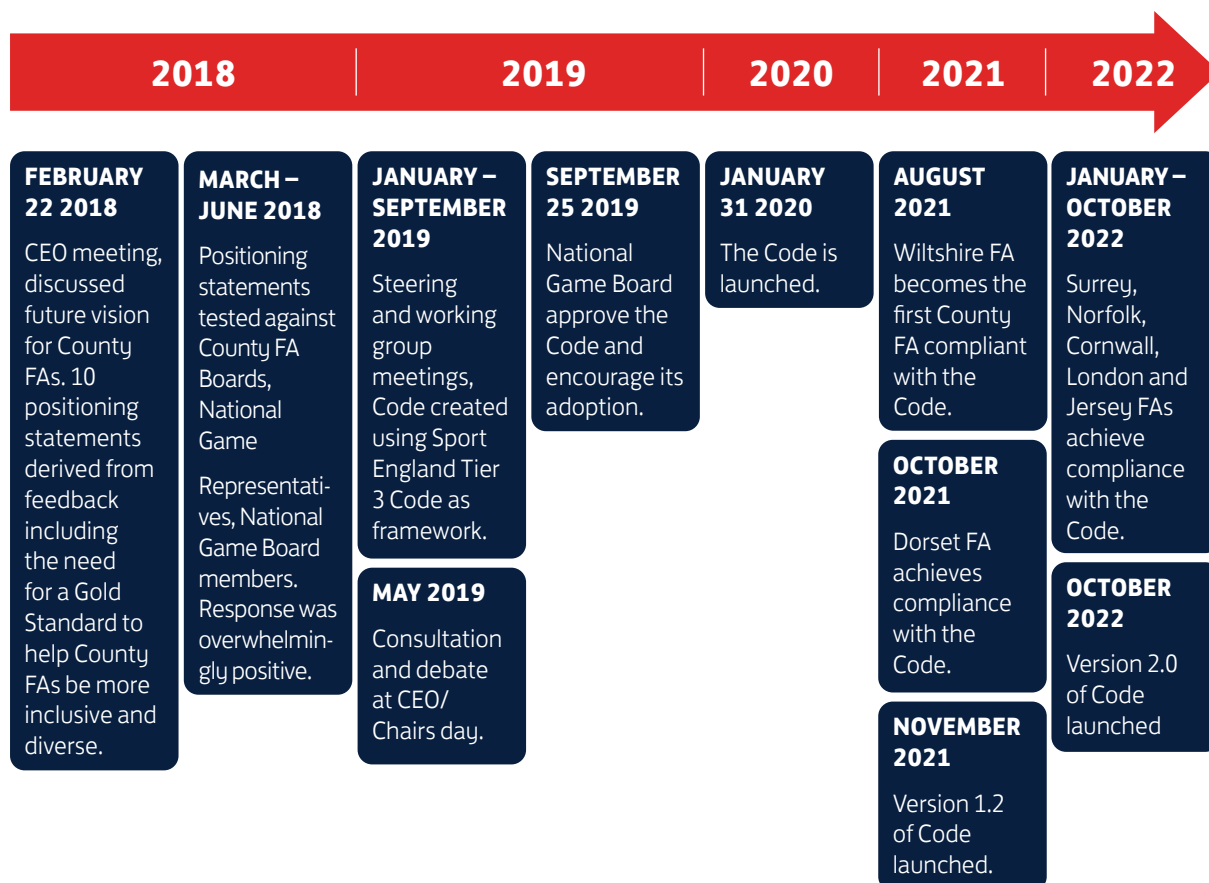 2018
2019
2020
2021
2022
FEBRUARY
22 2018
CEO meeting,
discussed
future vision
for County
FAs. 10
positioning
statements
derived from
feedback
including
the need
for a Gold
Standard to
help County
FAs be more
inclusive and
diverse.
MARCH –
JUNE 2018
Positioning
statements
tested against
County FA
Boards,
National
Game
Representati-
ves, National
Game Board
members.
Response was
overwhelmin-
gly positive.
JANUARY –
SEPTEMBER
2019
Steering
and working
group
meetings,
Code created
using Sport
England Tier
3 Code as
framework.
MAY 2019
Consultation
and debate
at CEO/
Chairs day.
SEPTEMBER
25 2019
National
Game Board
approve the
Code and
encourage its
adoption.
JANUARY
31 2020
The Code is
launched.
AUGUST
2021
Wiltshire FA
becomes the
first County
FA compliant
with the
Code.
OCTOBER
2021
Dorset FA
achieves
compliance
with the
Code.
NOVEMBER
2021
Version 1.2
of Code
launched.
JANUARY –
OCTOBER
2022
Surrey,
Norfolk,
Cornwall,
London and
Jersey FAs
achieve
compliance
with the
Code.
OCTOBER
2022
Version 2.0
of Code
launched